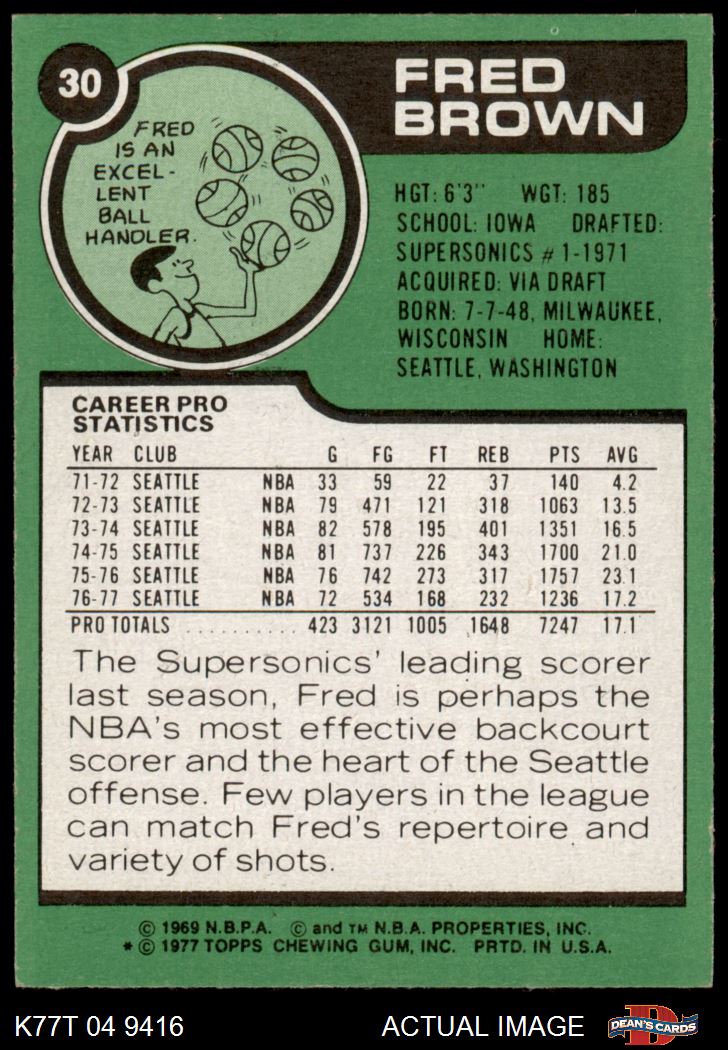 30
FRED
BROWN
FRED
IS AN
EXCEL-
LENT
BALL
HANDLER.
HGT: 6'3" WGT: 185
SCHOOL: IOWA DRAFTED:
SUPERSONICS # 1-1971
ACQUIRED: VIA DRAFT
BORN: 7-7-48, MILWAUKEE,
WISCONSIN HOME:
SEATTLE, WASHINGTON
CAREER PRO
STATISTICS
YEAR CLUB G FG FT REB PTS AVG
71-72 SEATTLE NBA 33 59 22 37 140 4.2
72-73 SEATTLE NBA 79 471 121 318 1063 13.5
73-74 SEATTLE NBA 82 578 195 401 1351 16.5
74-75 SEATTLE NBA 81 737 226 343 1700 21.0
75-76 SEATTLE NBA 76 742 273 317 1757 23.1
76-77 SEATTLE NBA 72 534 168 232 1236 17.2
PRO TOTALS .......... 423 3121 1005 1648 7247 17.1
The Supersonics' leading scorer
last season, Fred is perhaps the
NBA's most effective backcourt
scorer and the heart of the Seattle
offense. Few players in the league
can match Fred's repertoire and
variety of shots.
© 1969 N.B.P.A. © and TM N.B.A. PROPERTIES, INC.
* © 1977 TOPPS CHEWING GUM, INC. PRTD. IN U.S.A.
K77T 04 9416 ACTUAL IMAGE
D
DEAN'S CARDS